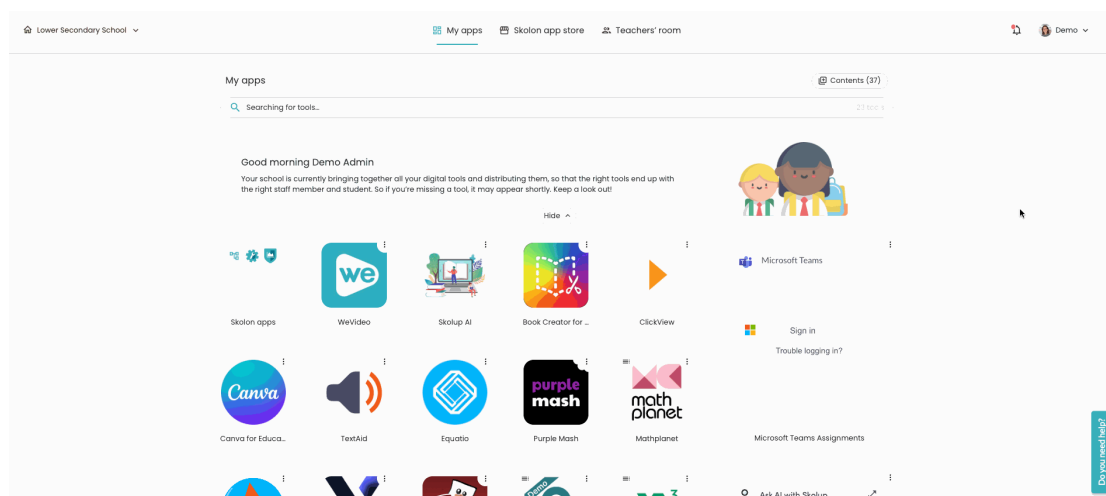 Lower Secondary School
My apps
Skolon app store
Teachers' room
Demo
My apps
Contents (37)
Searching for tools...
Good morning Demo Admin
Your school is currently bringing together all your digital tools and distributing them, so that the right tools end up with
the right staff member and student. So if you're missing a tool, it may appear shortly. Keep a look out!
Hide
we
Microsoft Teams
Skolon apps
WeVideo
Skolup AI
Book Creator for ...
ClickView
Sign in
Trouble logging in?
Canva
purple
mash
math
planet
Canva for Educa...
TextAid
Equatio
Purple Mash
Mathplanet
Microsoft Teams Assignments
Do you need help?
Demo
3
Ask AI with Skolup